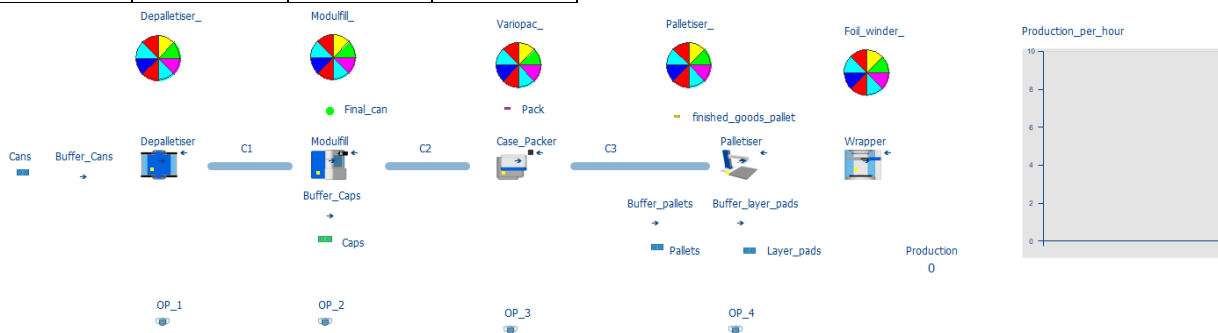 Depalletiser_
Modulfill_
Variopac_
Palletiser_
Foil_winder_
Production_per_hour
10
8
6
4
2
0
Final_can
Pack
finished_goods_pallet
Cans
Buffer_Cans
Depalletiser
C1
Modulfill
C2
Case_Packer
C3
Palletiser
Wrapper
Buffer_Caps
Caps
Buffer_pallets
Buffer_layer_pads
Pallets
Layer_pads
Production
0
OP_1
OP_2
OP_3
OP_4